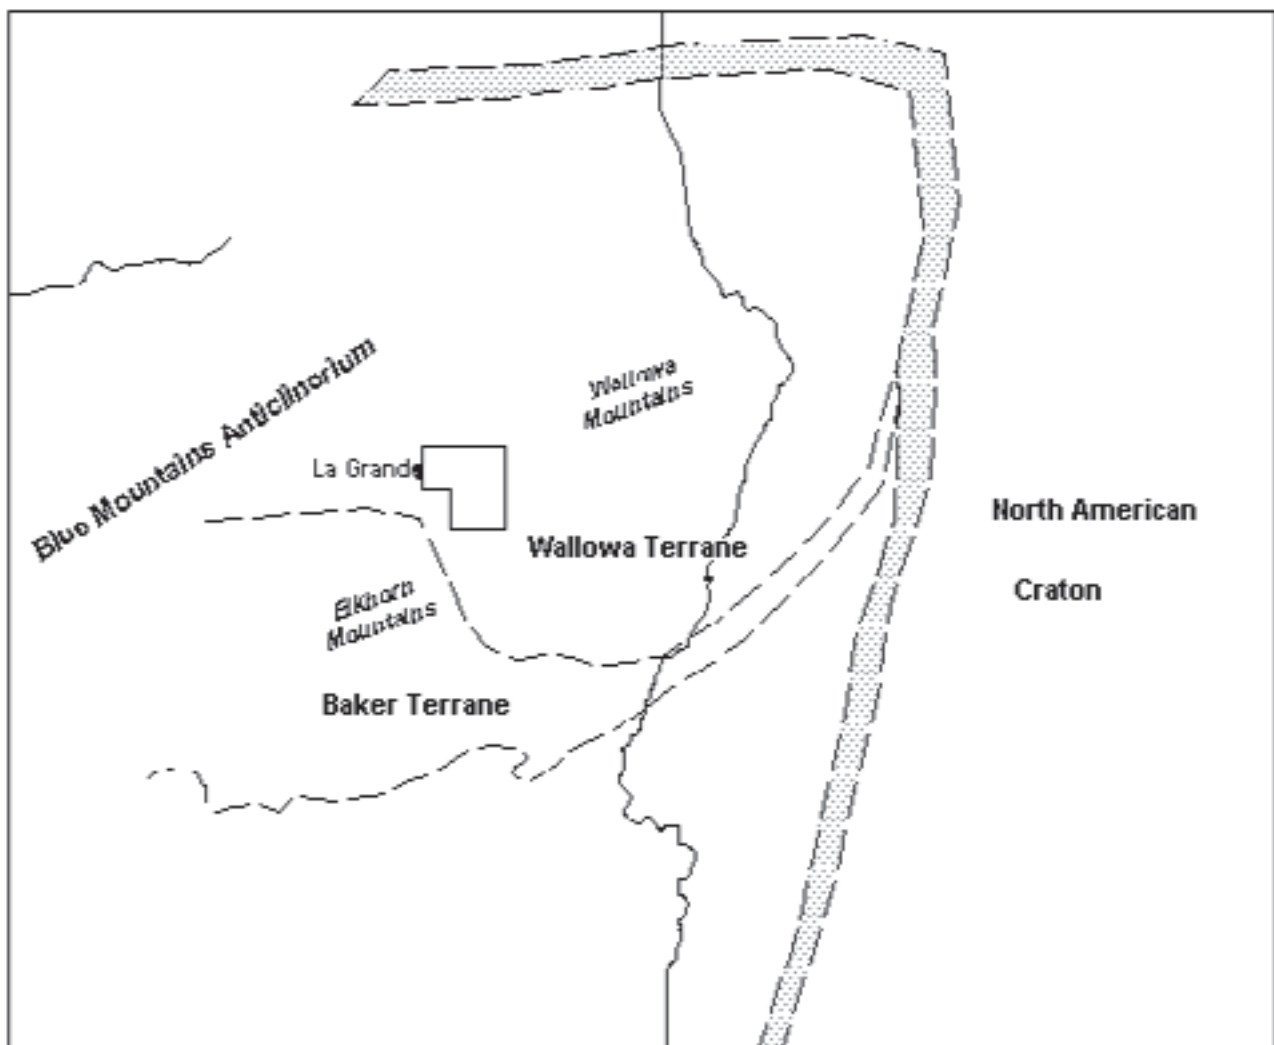 Blue Mountains Anticlinorium
Wallowa
Mountains
La Grande
North American
Wallowa Terrane
Craton
Elkhorn
Mountains
Baker Terrane